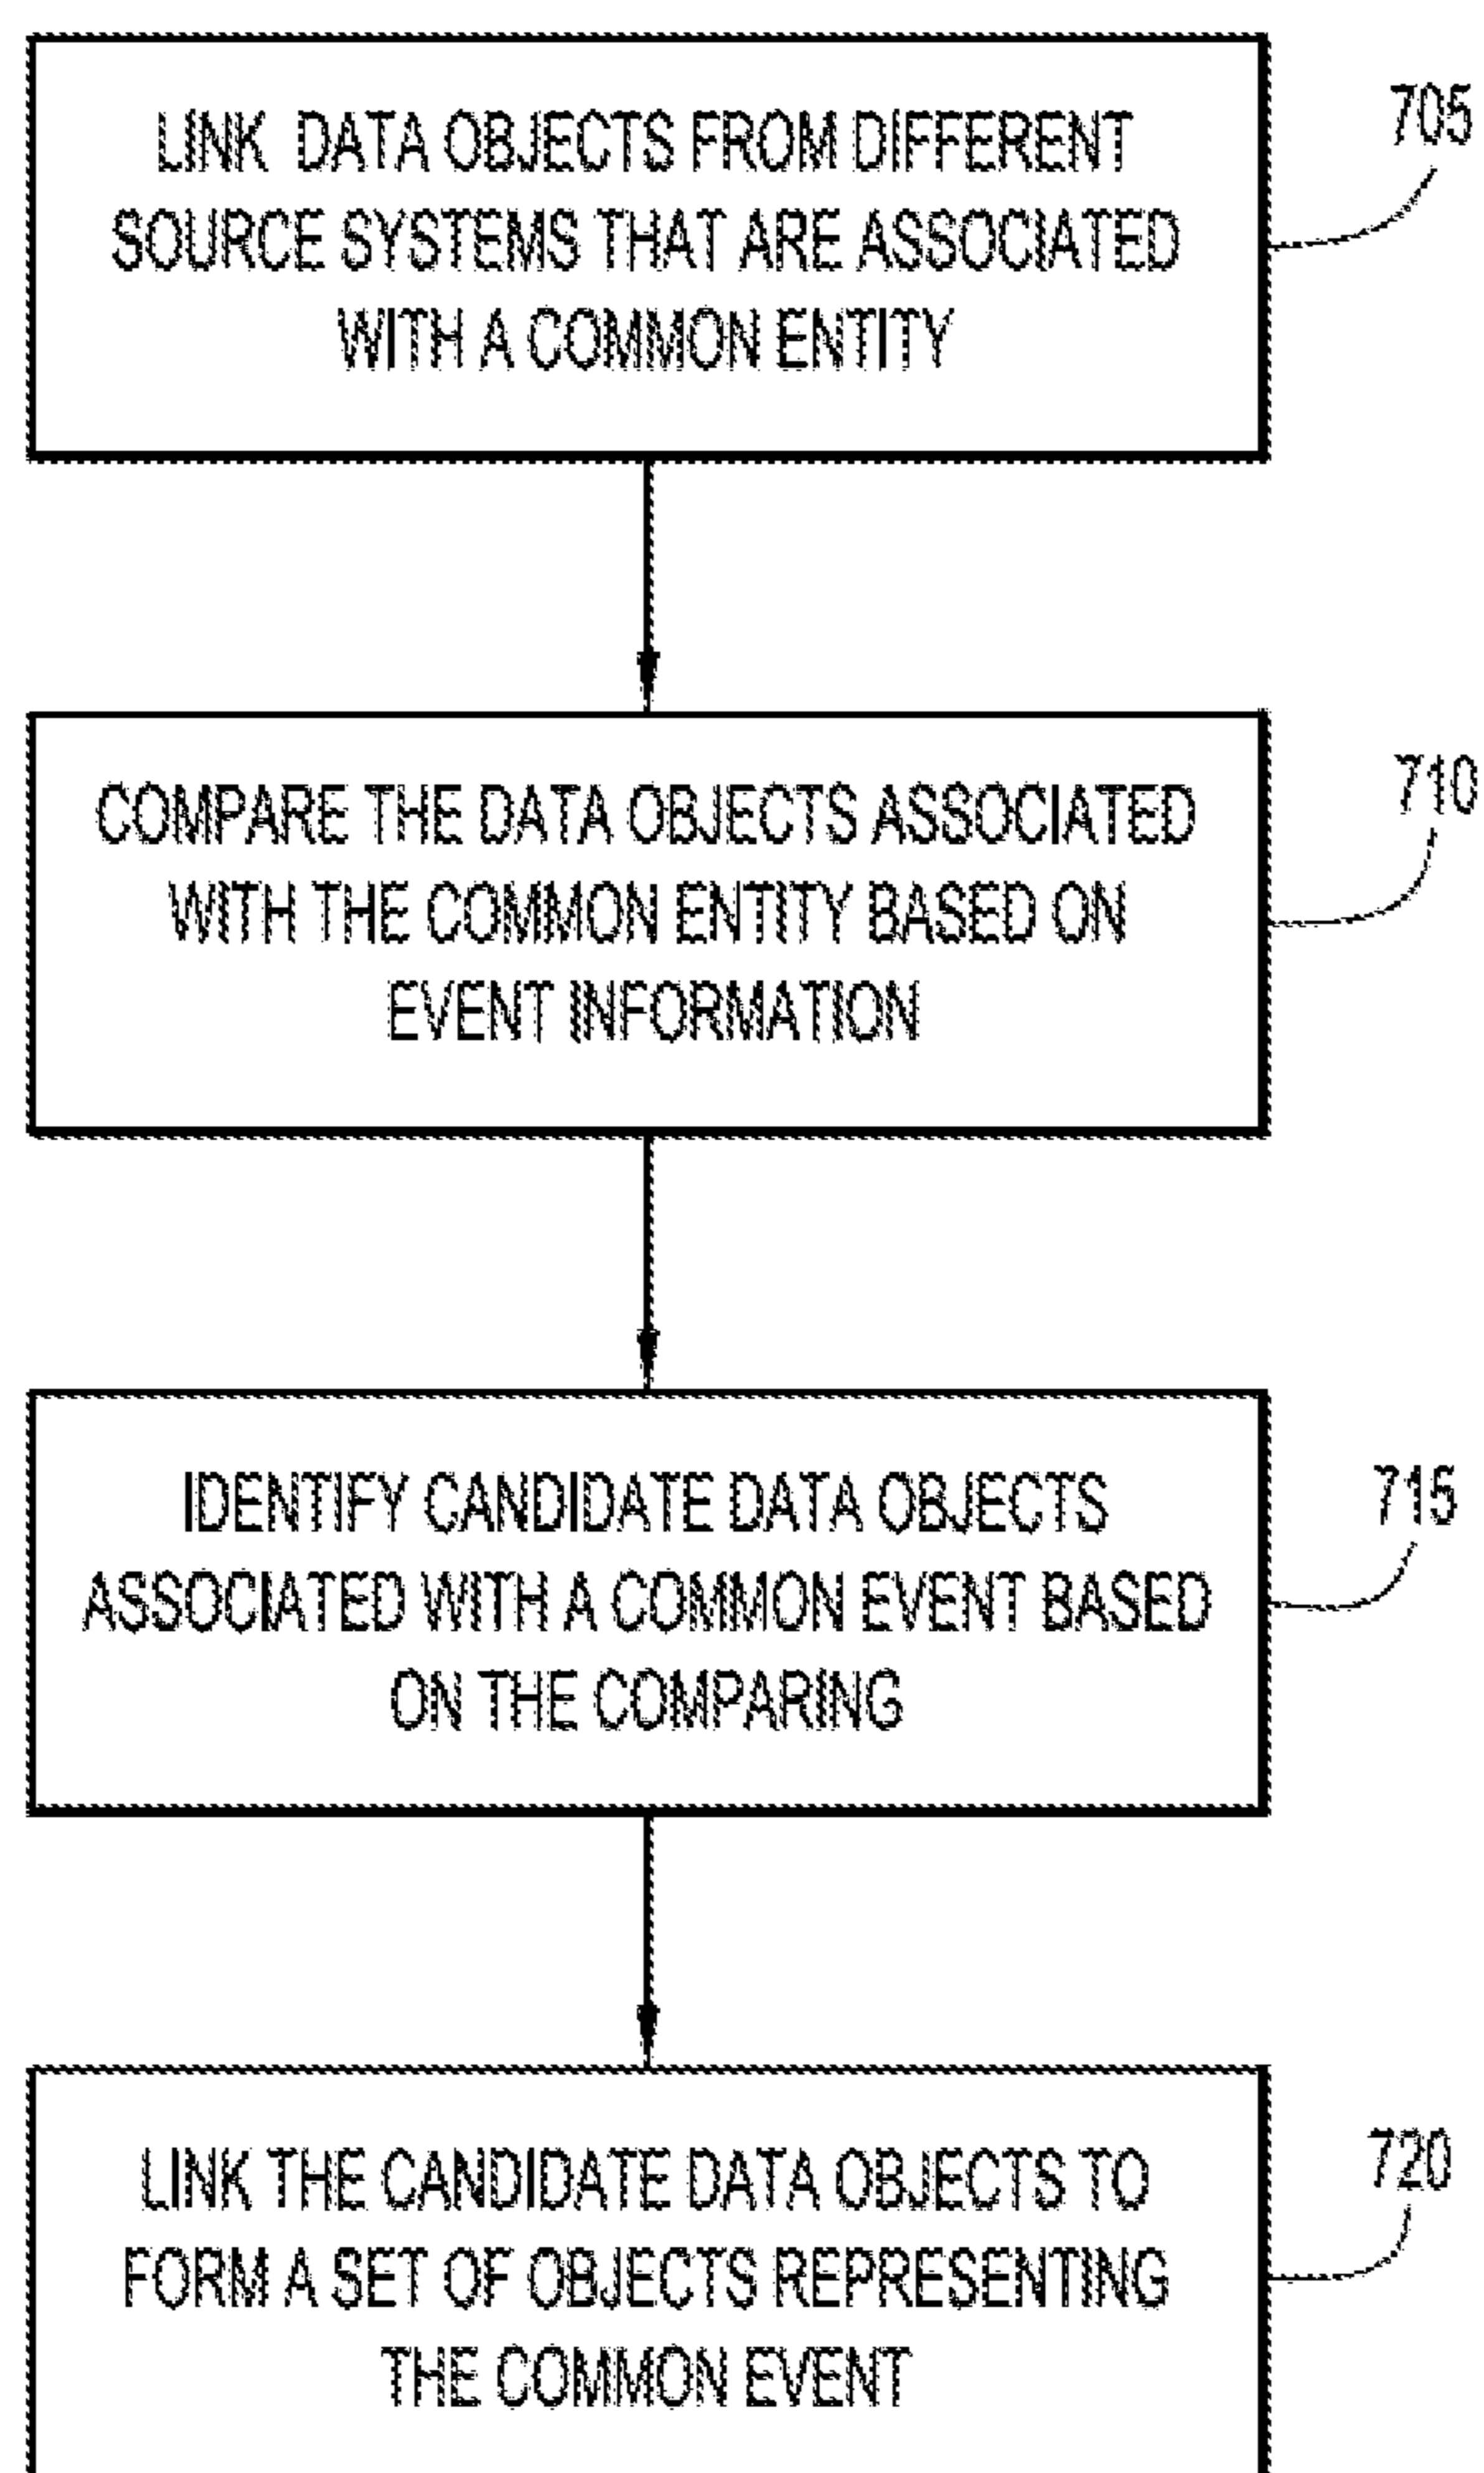 LINK DATA OBJECTS FROM DIFFERENT
SOURCE SYSTEMS THAT ARE ASSOCIATED
WITH A COMMON ENTITY
705
COMPARE THE DATA OBJECTS ASSOCIATED
WITH THE COMMON ENTITY BASED ON
EVENT INFORMATION
710
IDENTIFY CANDIDATE DATA OBJECTS
ASSOCIATED WITH A COMMON EVENT BASED
ON THE COMPARING
715
LINK THE CANDIDATE DATA OBJECTS TO
FORM A SET OF OBJECTS REPRESENTING
THE COMMON EVENT
720